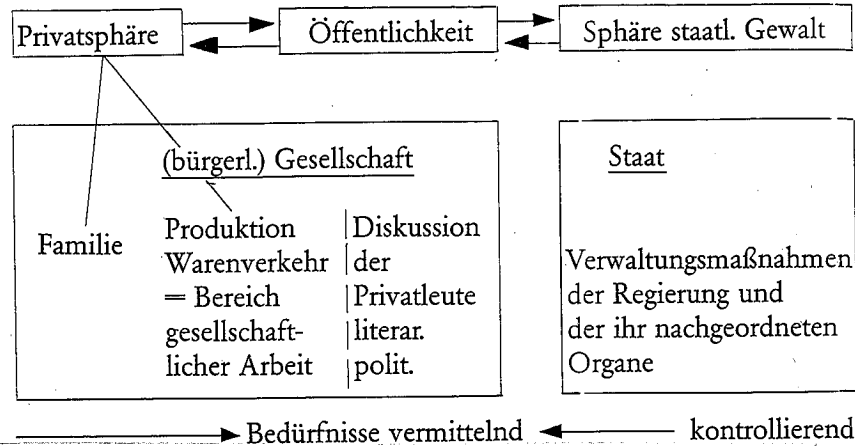 Privatsphäre
Öffentlichkeit
Sphäre staatl. Gewalt
(bürgerl.) Gesellschaft
Familie
Produktion
Warenverkehr
= Bereich
gesellschaft-
licher Arbeit
Diskussion
der
Privatleute
literar.
polit.
Staat
Verwaltungsmaßnahmen
der Regierung und
der ihr nachgeordneten
Organe
Bedürfnisse vermittelnd
kontrollierend